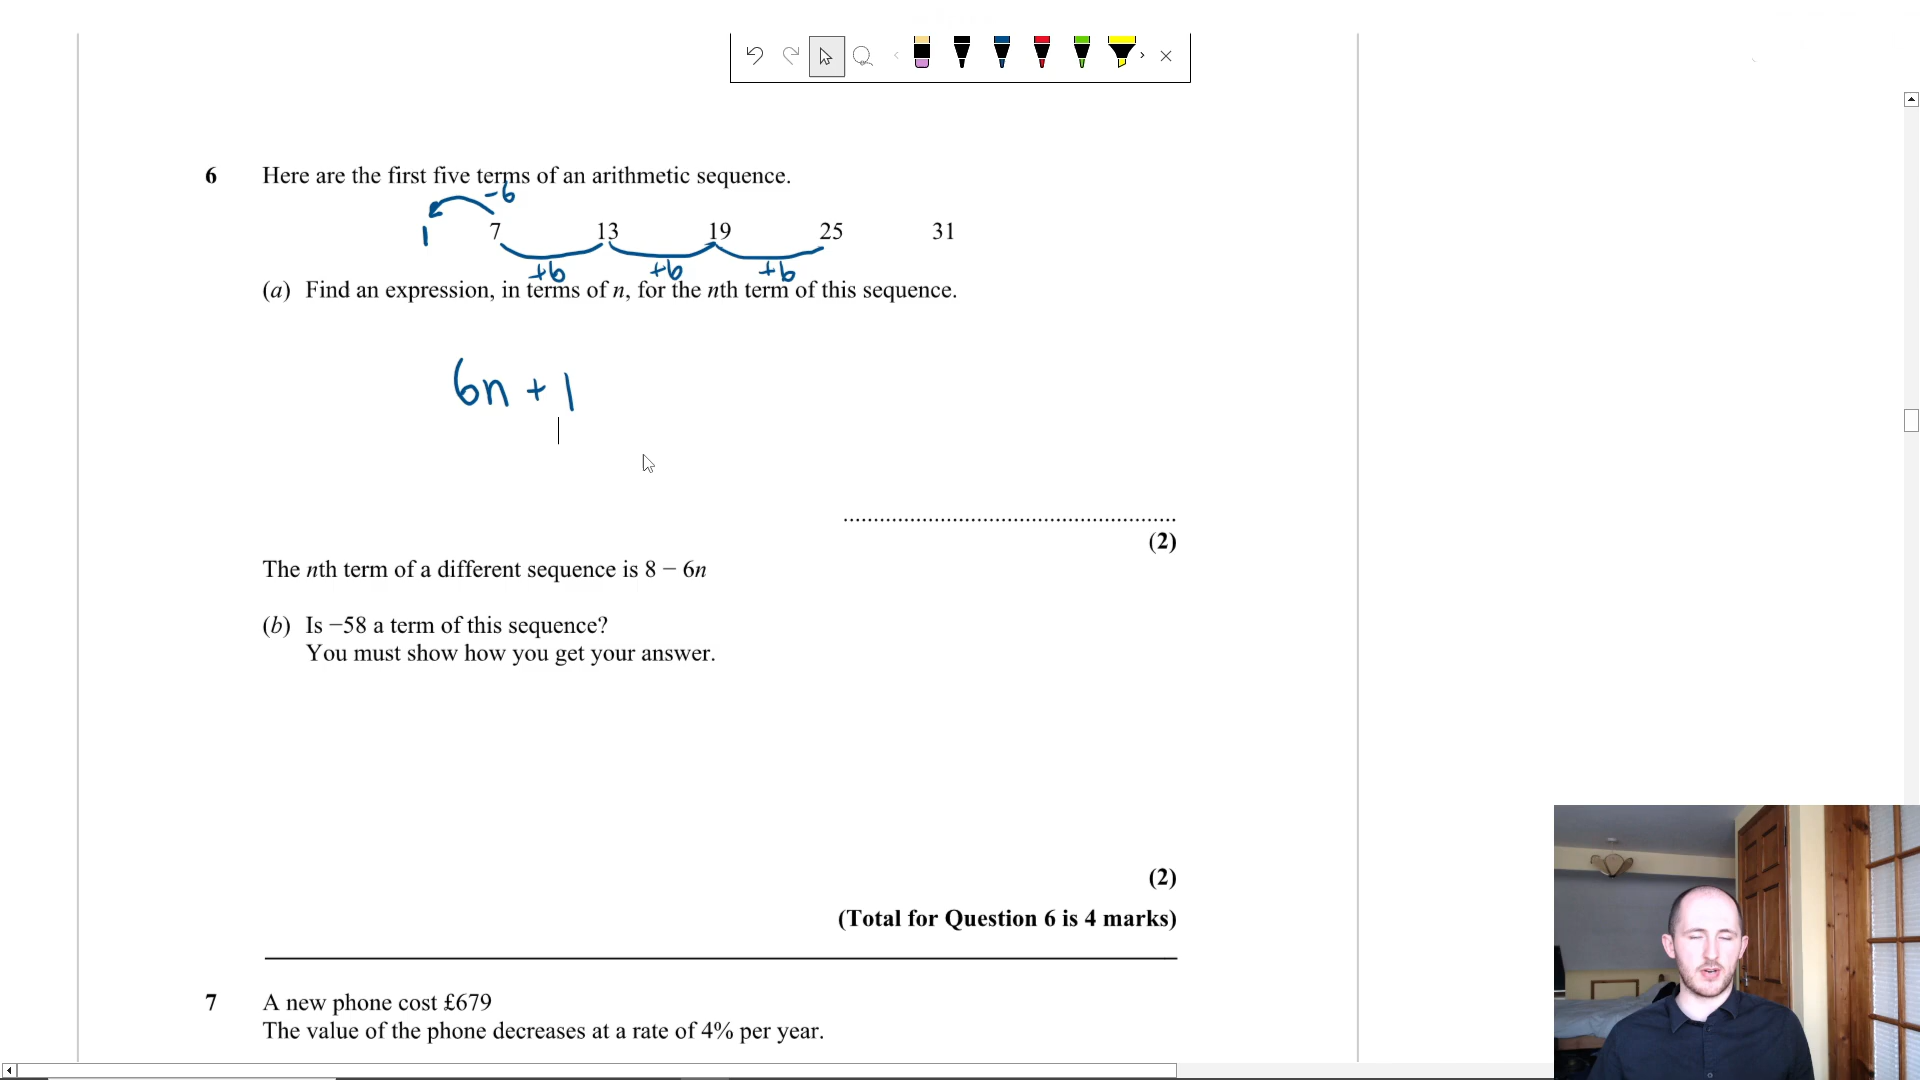 6 Here are the first five terms of an arithmetic sequence.
-6
1 7 13 19 25 31
+6 +6 +6
(a) Find an expression, in terms of n, for the nth term of this sequence.
6n + 1
(2)
The nth term of a different sequence is 8 − 6n
(b) Is −58 a term of this sequence?
You must show how you get your answer.
(2)
(Total for Question 6 is 4 marks)
7 A new phone cost £679
The value of the phone decreases at a rate of 4% per year.